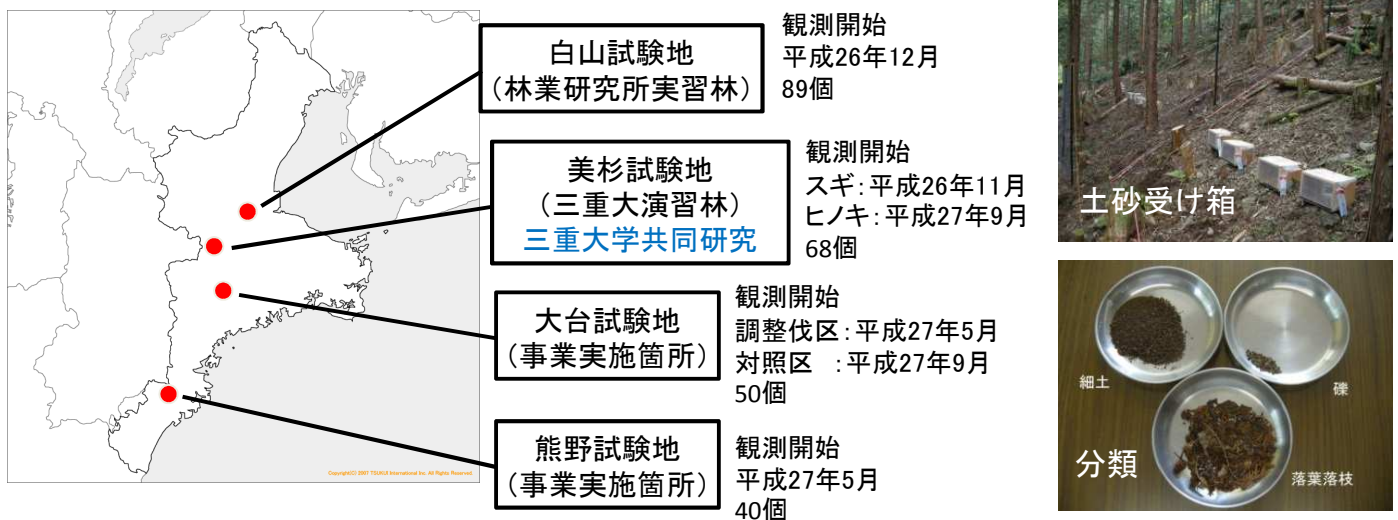 白山試験地
(林業研究所実習林)
観測開始
平成26年12月
89個
美杉試験地
(三重大演習林)
三重大学共同研究
観測開始
スギ:平成26年11月
ヒノキ:平成27年9月
68個
大台試験地
(事業実施箇所)
観測開始
調整伐区:平成27年5月
対照区 :平成27年9月
50個
熊野試験地
(事業実施箇所)
観測開始
平成27年5月
40個
Copyright(C) 2007 TSUKUI International Inc. All Rights Reserved
土砂受け箱
細土
礫
分類
落葉落枝